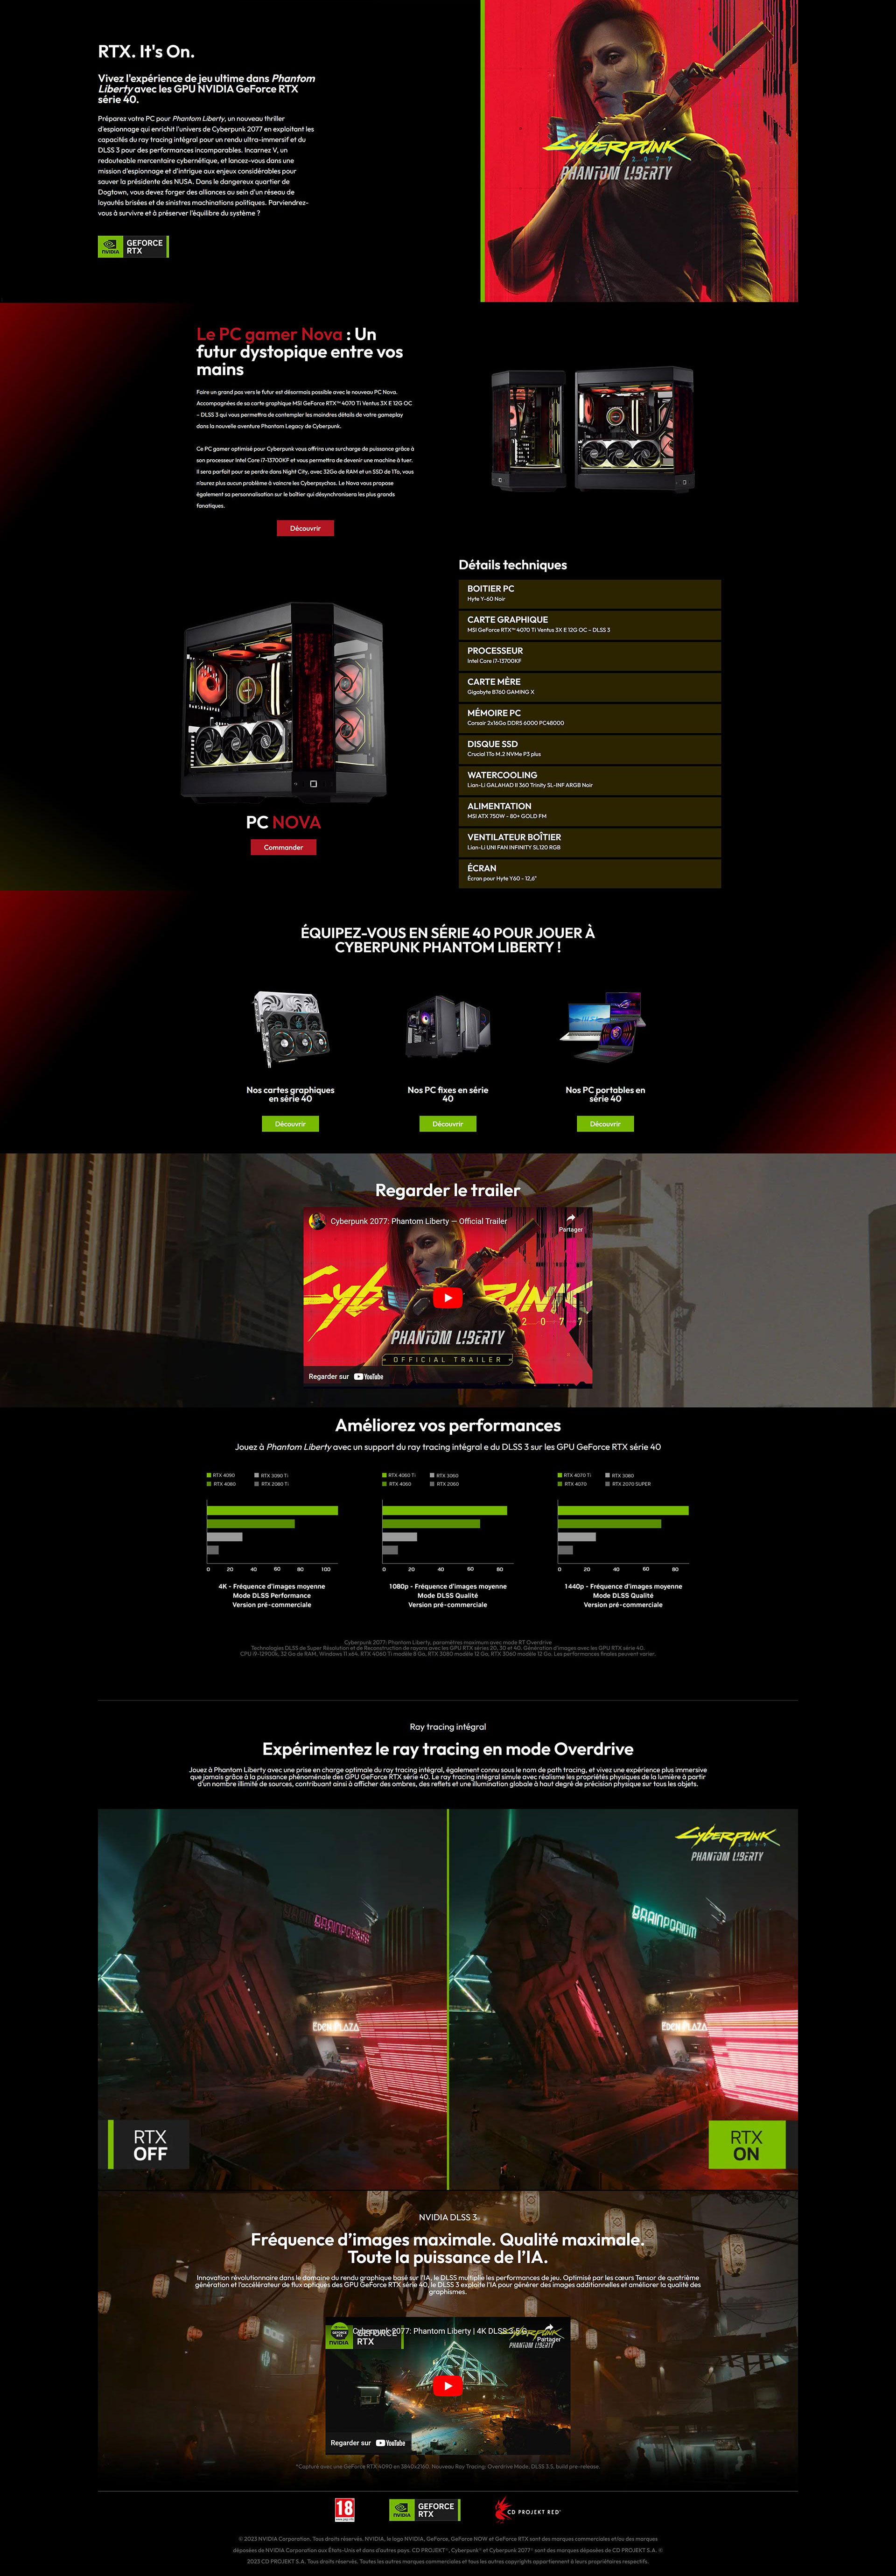 RTX. It's On.
Vivez l'expérience de jeu ultime dans Phantom
Liberty avec les GPU NVIDIA GeForce RTX
série 40.
Préparez votre PC pour Phantom Liberty, un nouveau thriller
d'espionnage qui enrichit l'univers de Cyberpunk 2077 en exploitant les
capacités du ray tracing intégral pour un rendu ultra-immersif et du
DLSS 3 pour des performances incomparables. Incarnez V, un
redoutable mercentaire cybernétique, et lancez-vous dans une
mission d'espionnage et d'intrigue aux enjeux considérables pour
sauver la présidente des NUSA. Dans le dangereux quartier de
Dogtown, vous devez forger des alliances au sein d'un réseau de
loyautés brisées et de sinistres machinations politiques. Parviendrez-
vous à survivre et à préserver l'équilibre du système ?
NVIDIA
GEFORCE
RTX
CYBERPUNK
2077
PHANTOM LIBERTY
Le PC gamer Nova : Un
futur dystopique entre vos
mains
Faire un grand pas vers le futur est désormais possible avec le nouveau PC Nova.
Accompagnées de sa carte graphique MSI GeForce RTX™ 4070 Ti Ventus 3X E 12G OC
– DLSS 3 qui vous permettra de contempler les moindres détails de votre gameplay
dans la nouvelle aventure Phantom Legacy de Cyberpunk.
Ce PC gamer optimisé pour Cyberpunk vous offrira une surcharge de puissance grâce à
son processeur Intel Core i7-13700KF et vous permettra de devenir une machine à tuer.
Il sera parfait pour se perdre dans Night City, avec 32Go de RAM et un SSD de 1To, vous
n'aurez plus aucun problème à vaincre les Cyberpsychos. Le Nova vous propose
également sa personnalisation sur le boîtier qui désynchronisera les plus grands
fanatiques.
Découvrir
Détails techniques
BOITIER PC
Hyte Y-60 Noir
CARTE GRAPHIQUE
MSI GeForce RTX™ 4070 Ti Ventus 3X E 12G OC – DLSS 3
PROCESSEUR
Intel Core i7-13700KF
CARTE MÈRE
Gigabyte B760 GAMING X
MÉMOIRE PC
Corsair 2x16Go DDR5 6000 PC48000
DISQUE SSD
Crucial 1To M.2 NVMe P3 plus
WATERCOOLING
Lian-Li GALAHAD II 360 Trinity SL-INF ARGB Noir
ALIMENTATION
MSI ATX 750W - 80+ GOLD FM
VENTILATEUR BOÎTIER
Lian-Li UNI FAN INFINITY SL120 RGB
ÉCRAN
Écran pour Hyte Y60 - 12,6"
PC NOVA
Commander
ÉQUIPEZ-VOUS EN SÉRIE 40 POUR JOUER À
CYBERPUNK PHANTOM LIBERTY !
Nos cartes graphiques
en série 40
Découvrir
Nos PC fixes en série
40
Découvrir
Nos PC portables en
série 40
Découvrir
Regarder le trailer
Cyberpunk 2077: Phantom Liberty — Official Trailer
Partager
CYBERPUNK
2077
PHANTOM LIBERTY
OFFICIAL TRAILER
Regarder sur YouTube
Améliorez vos performances
Jouez à Phantom Liberty avec un support du ray tracing intégral e du DLSS 3 sur les GPU GeForce RTX série 40
RTX 4090 RTX 3090 Ti
RTX 4080 RTX 2080 Ti
0 20 40 60 80 100
4K - Fréquence d'images moyenne
Mode DLSS Performance
Version pré-commerciale
RTX 4060 Ti RTX 3060
RTX 4060 RTX 2060
0 20 40 60 80
1080p - Fréquence d'images moyenne
Mode DLSS Qualité
Version pré-commerciale
RTX 4070 Ti RTX 3080
RTX 4070 RTX 2070 SUPER
0 20 40 60 80
1440p - Fréquence d'images moyenne
Mode DLSS Qualité
Version pré-commerciale
Cyberpunk 2077: Phantom Liberty, paramètres maximum avec mode RT Overdrive
Technologies DLSS de Super Résolution et de Reconstruction de rayons avec les GPU RTX séries 20, 30 et 40. Génération d'images avec les GPU RTX série 40.
CPU i9-12900k, 32 Go de RAM, Windows 11 x64. RTX 4060 Ti modèle 8 Go, RTX 3080 modèle 12 Go, RTX 3060 modèle 12 Go. Les performances finales peuvent varier.
Ray tracing intégral
Expérimentez le ray tracing en mode Overdrive
Jouez à Phantom Liberty avec une prise en charge optimale du ray tracing intégral, également connu sous le nom de path tracing, et vivez une expérience plus immersive
que jamais grâce à la puissance phénoménale des GPU GeForce RTX série 40. Le ray tracing intégral simule avec réalisme les propriétés physiques de la lumière à partir
d'un nombre illimité de sources, contribuant ainsi à afficher des ombres, des reflets et une illumination globale à haut degré de précision physique sur tous les objets.
CYBERPUNK
2077
PHANTOM LIBERTY
BRAINPORIUM
BRAINPORIUM
EDEN PLAZA
EDEN PLAZA
RTX
OFF
RTX
ON
NVIDIA DLSS 3
Fréquence d'images maximale. Qualité maximale.
Toute la puissance de l'IA.
Innovation révolutionnaire dans le domaine du rendu graphique basé sur l'IA, le DLSS multiplie les performances de jeu. Optimisé par les cœurs Tensor de quatrième
génération et l'accélérateur de flux optiques des GPU GeForce RTX série 40, le DLSS 3 exploite l'IA pour générer des images additionnelles et améliorer la qualité des
graphismes.
Cyberpunk 2077: Phantom Liberty | 4K DLSS 3.5 G...
Partager
NVIDIA
GEFORCE
RTX
CYBERPUNK
PHANTOM LIBERTY
Regarder sur YouTube
*Capturé avec une GeForce RTX 4090 en 3840x2160, Nouveau Ray Tracing: Overdrive Mode, DLSS 3.5, build pre-release.
18
NVIDIA
GEFORCE
RTX
CD PROJEKT RED
© 2023 NVIDIA Corporation. Tous droits réservés. NVIDIA, le logo NVIDIA, GeForce, GeForce NOW et GeForce RTX sont des marques commerciales et/ou des marques
déposées de NVIDIA Corporation aux États-Unis et dans d'autres pays. CD PROJEKT®, Cyberpunk® et Cyberpunk 2077® sont des marques déposées de CD PROJEKT S.A. ©
2023 CD PROJEKT S.A. Tous droits réservés. Toutes les autres marques commerciales et tous les autres copyrights appartiennent à leurs propriétaires respectifs.